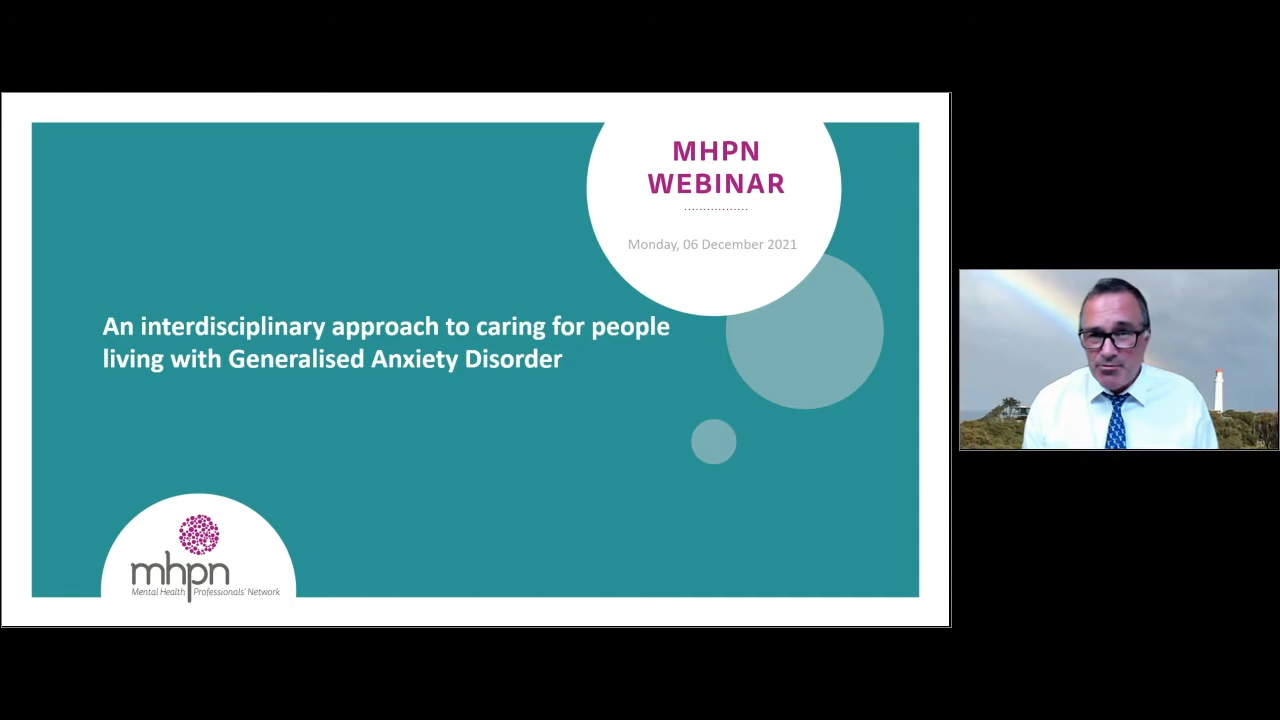 MHPN
WEBINAR
Monday, 06 December 2021
An interdisciplinary approach to caring for people
living with Generalised Anxiety Disorder
mhpn
Mental Health Professionals' Network